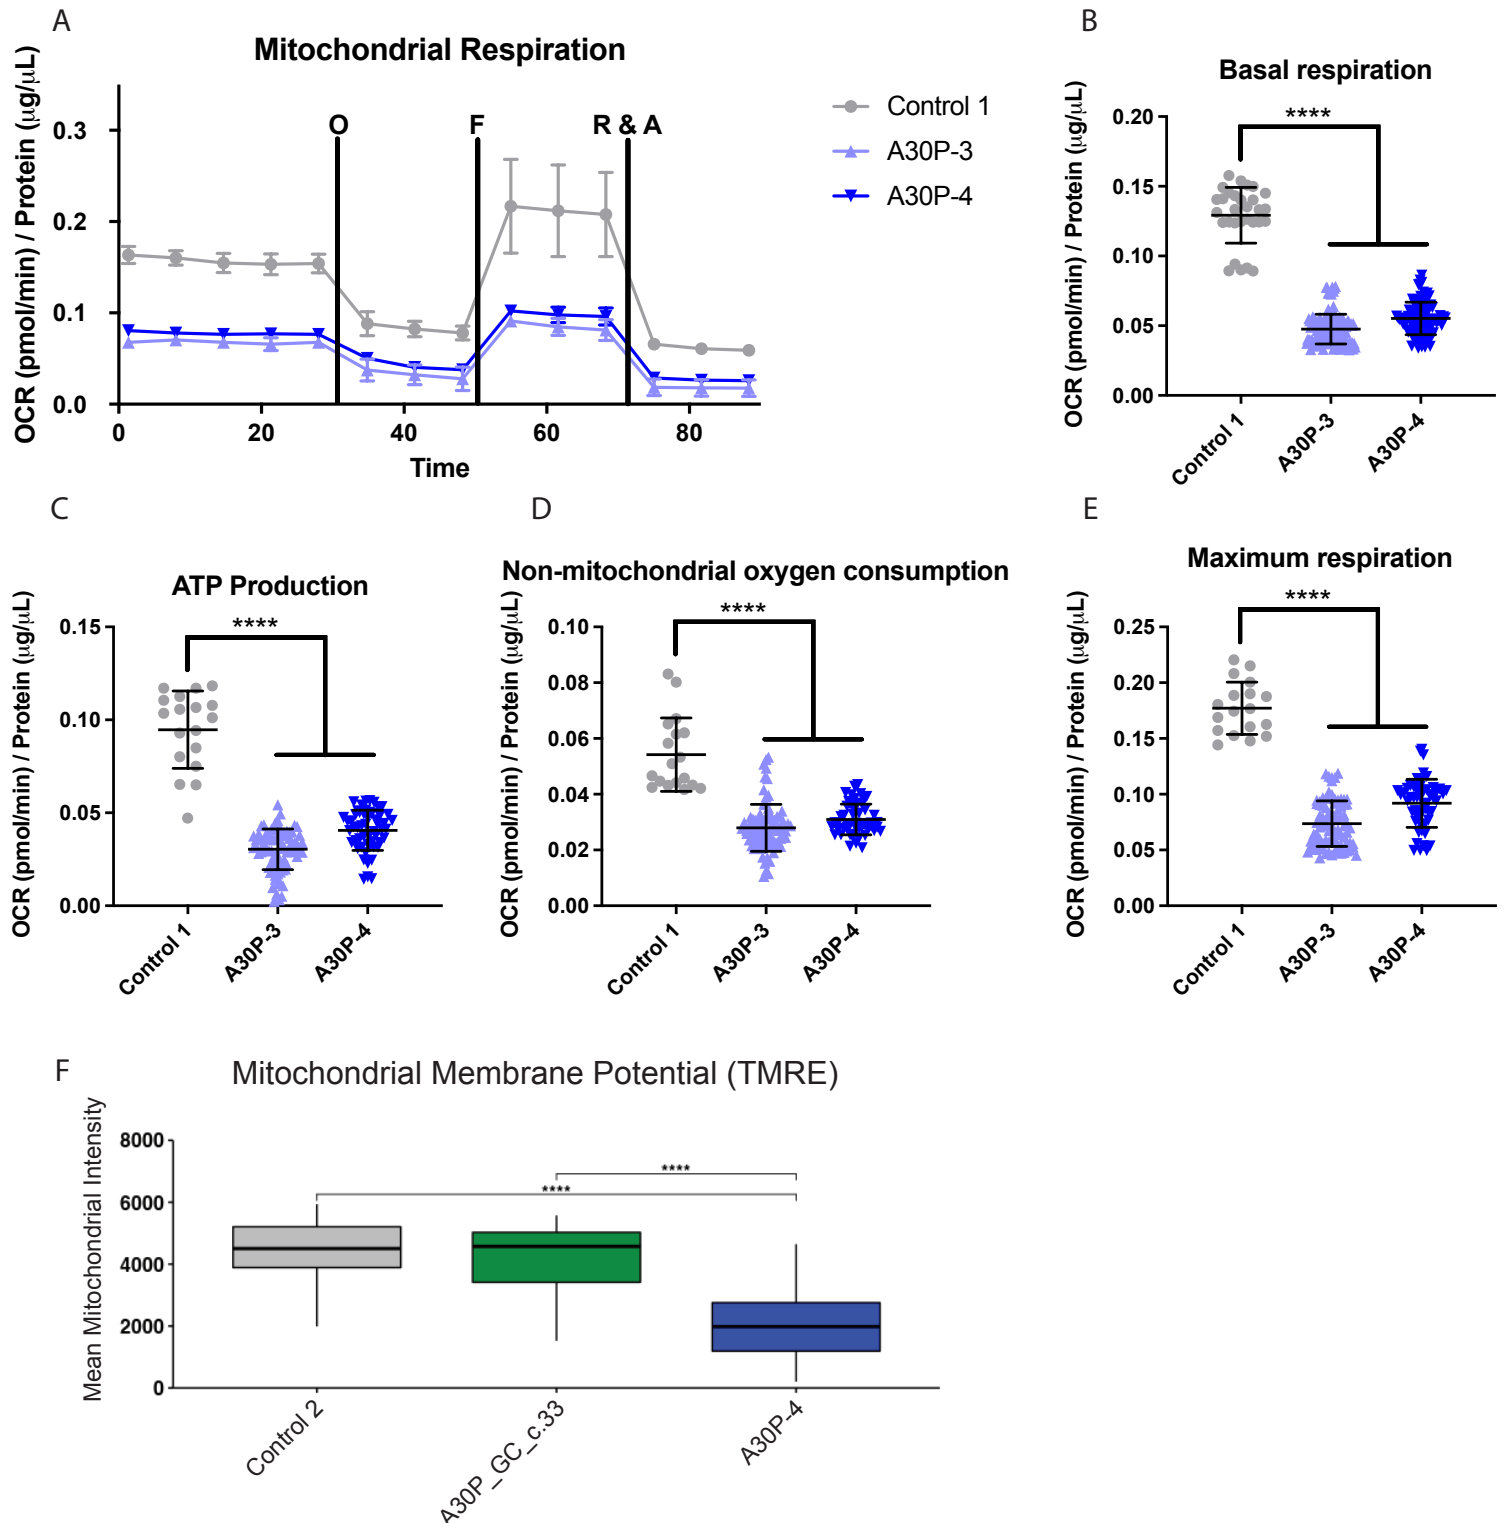 A
Mitochondrial Respiration
OCR (pmol/min) / Protein (µg/µL)
0.3
0.2
0.1
0.0
O
F
R & A
0
20
40
60
80
Time
Control 1
A30P-3
A30P-4
B
Basal respiration
OCR (pmol/min) / Protein (µg/µL)
****
0.20
0.15
0.10
0.05
0.00
Control 1
A30P-3
A30P-4
C
ATP Production
OCR (pmol/min) / Protein (µg/µL)
****
0.15
0.10
0.05
0.00
Control 1
A30P-3
A30P-4
D
Non-mitochondrial oxygen consumption
OCR (pmol/min) / Protein (µg/µL)
****
0.10
0.08
0.06
0.04
0.02
0.00
Control 1
A30P-3
A30P-4
E
Maximum respiration
OCR (pmol/min) / Protein (µg/µL)
****
0.25
0.20
0.15
0.10
0.05
0.00
Control 1
A30P-3
A30P-4
F
Mitochondrial Membrane Potential (TMRE)
Mean Mitochondrial Intensity
8000
6000
4000
2000
0
****
****
Control 2
A30P_GC_c.33
A30P-4